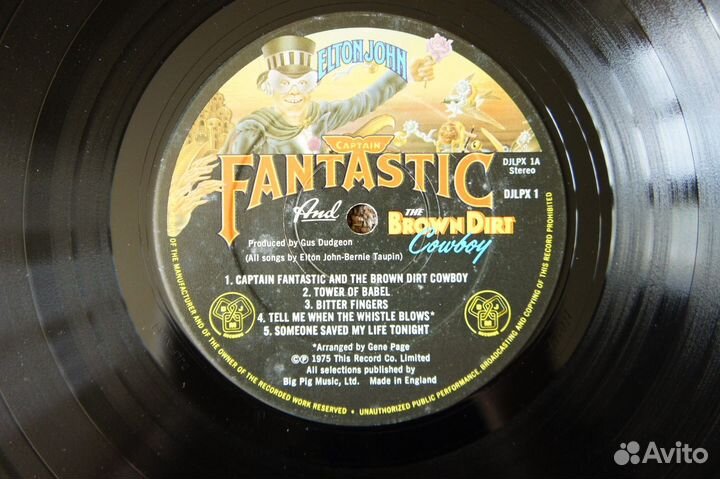 ELTON JOHN
CAPTAIN
FANTASTIC
And
THE
BROWN DIRT
Cowboy
DJLPX 1A
Stereo
DJLPX 1
Produced by Gus Dudgeon
(All songs by Elton John-Bernie Taupin)
1. CAPTAIN FANTASTIC AND THE BROWN DIRT COWBOY
2. TOWER OF BABEL
3. BITTER FINGERS
4. TELL ME WHEN THE WHISTLE BLOWS*
5. SOMEONE SAVED MY LIFE TONIGHT
*Arranged by Gene Page
©℗ 1975 This Record Co. Limited
All selections published by
Big Pig Music, Ltd. Made in England
D J
M
RECORDS
D J
M
RECORDS
OF THE MANUFACTURER AND OF THE OWNER OF THE RECORDED WORK RESERVED • UNAUTHORIZED PUBLIC PERFORMANCE, BROADCASTING AND COPYING OF THIS RECORD PROHIBITED
Avito